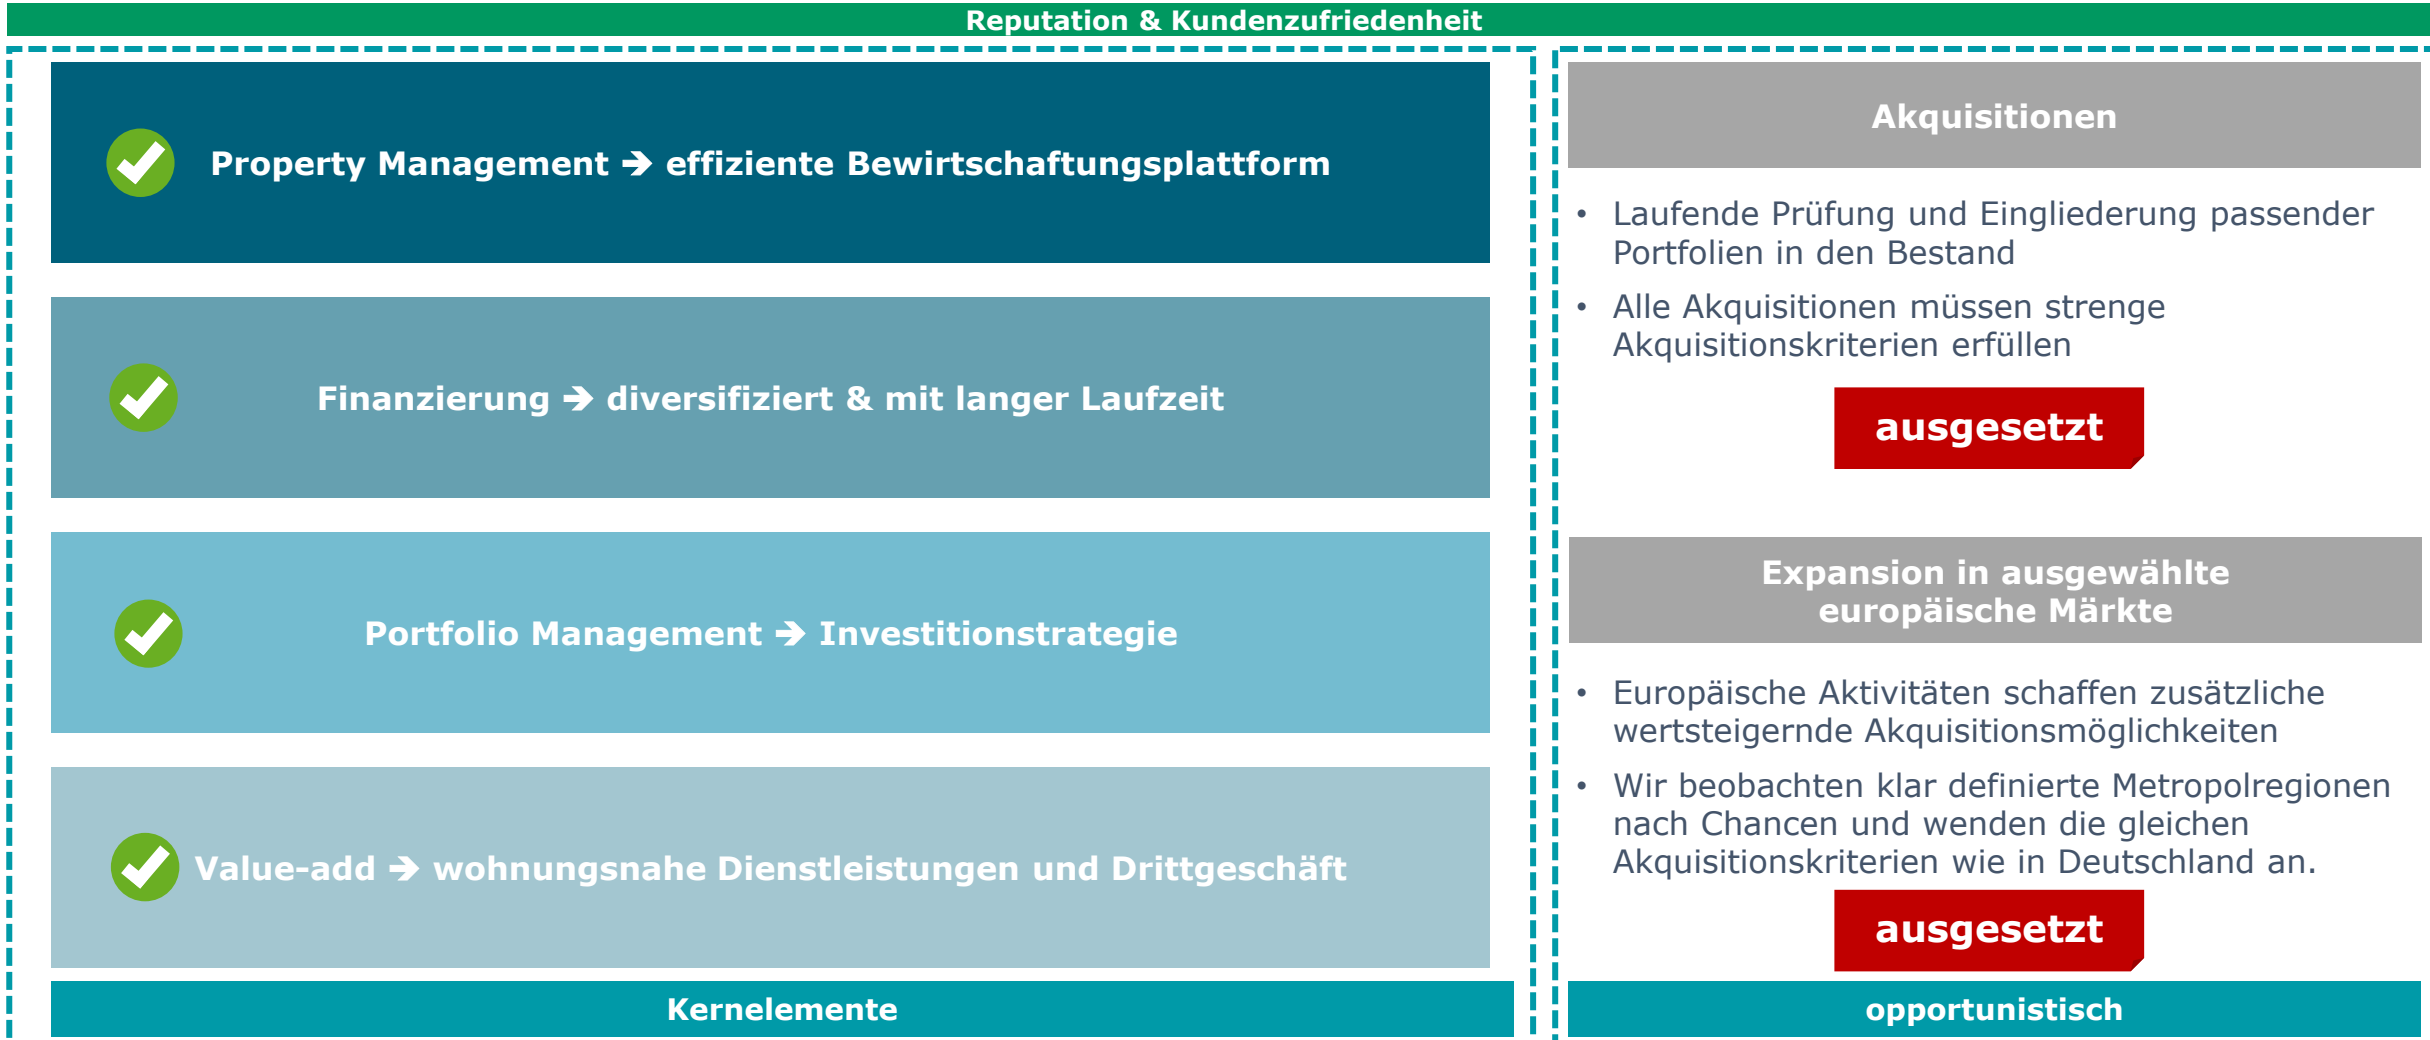 Reputation & Kundenzufriedenheit
Property Management ➔ effiziente Bewirtschaftungsplattform
Finanzierung ➔ diversifiziert & mit langer Laufzeit
Portfolio Management ➔ Investitionstrategie
Value-add ➔ wohnungsnahe Dienstleistungen und Drittgeschäft
Kernelemente
Akquisitionen
• Laufende Prüfung und Eingliederung passender
Portfolien in den Bestand
• Alle Akquisitionen müssen strenge
Akquisitionskriterien erfüllen
ausgesetzt
Expansion in ausgewählte
europäische Märkte
• Europäische Aktivitäten schaffen zusätzliche
wertsteigernde Akquisitionsmöglichkeiten
• Wir beobachten klar definierte Metropolregionen
nach Chancen und wenden die gleichen
Akquisitionskriterien wie in Deutschland an.
ausgesetzt
opportunistisch